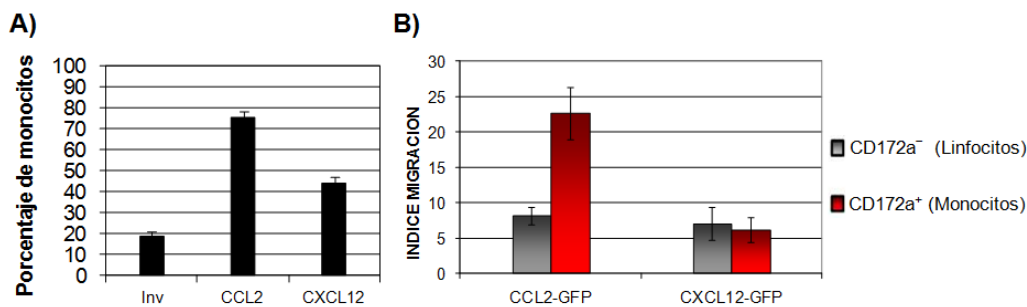 A)
Porcentaje de monocitos
100
90
80
70
60
50
40
30
20
10
0
Inv
CCL2
CXCL12
B)
INDICE MIGRACION
30
25
20
15
10
5
0
CCL2-GFP
CXCL12-GFP
CD172a⁻ (Linfocitos)
CD172a⁺ (Monocitos)